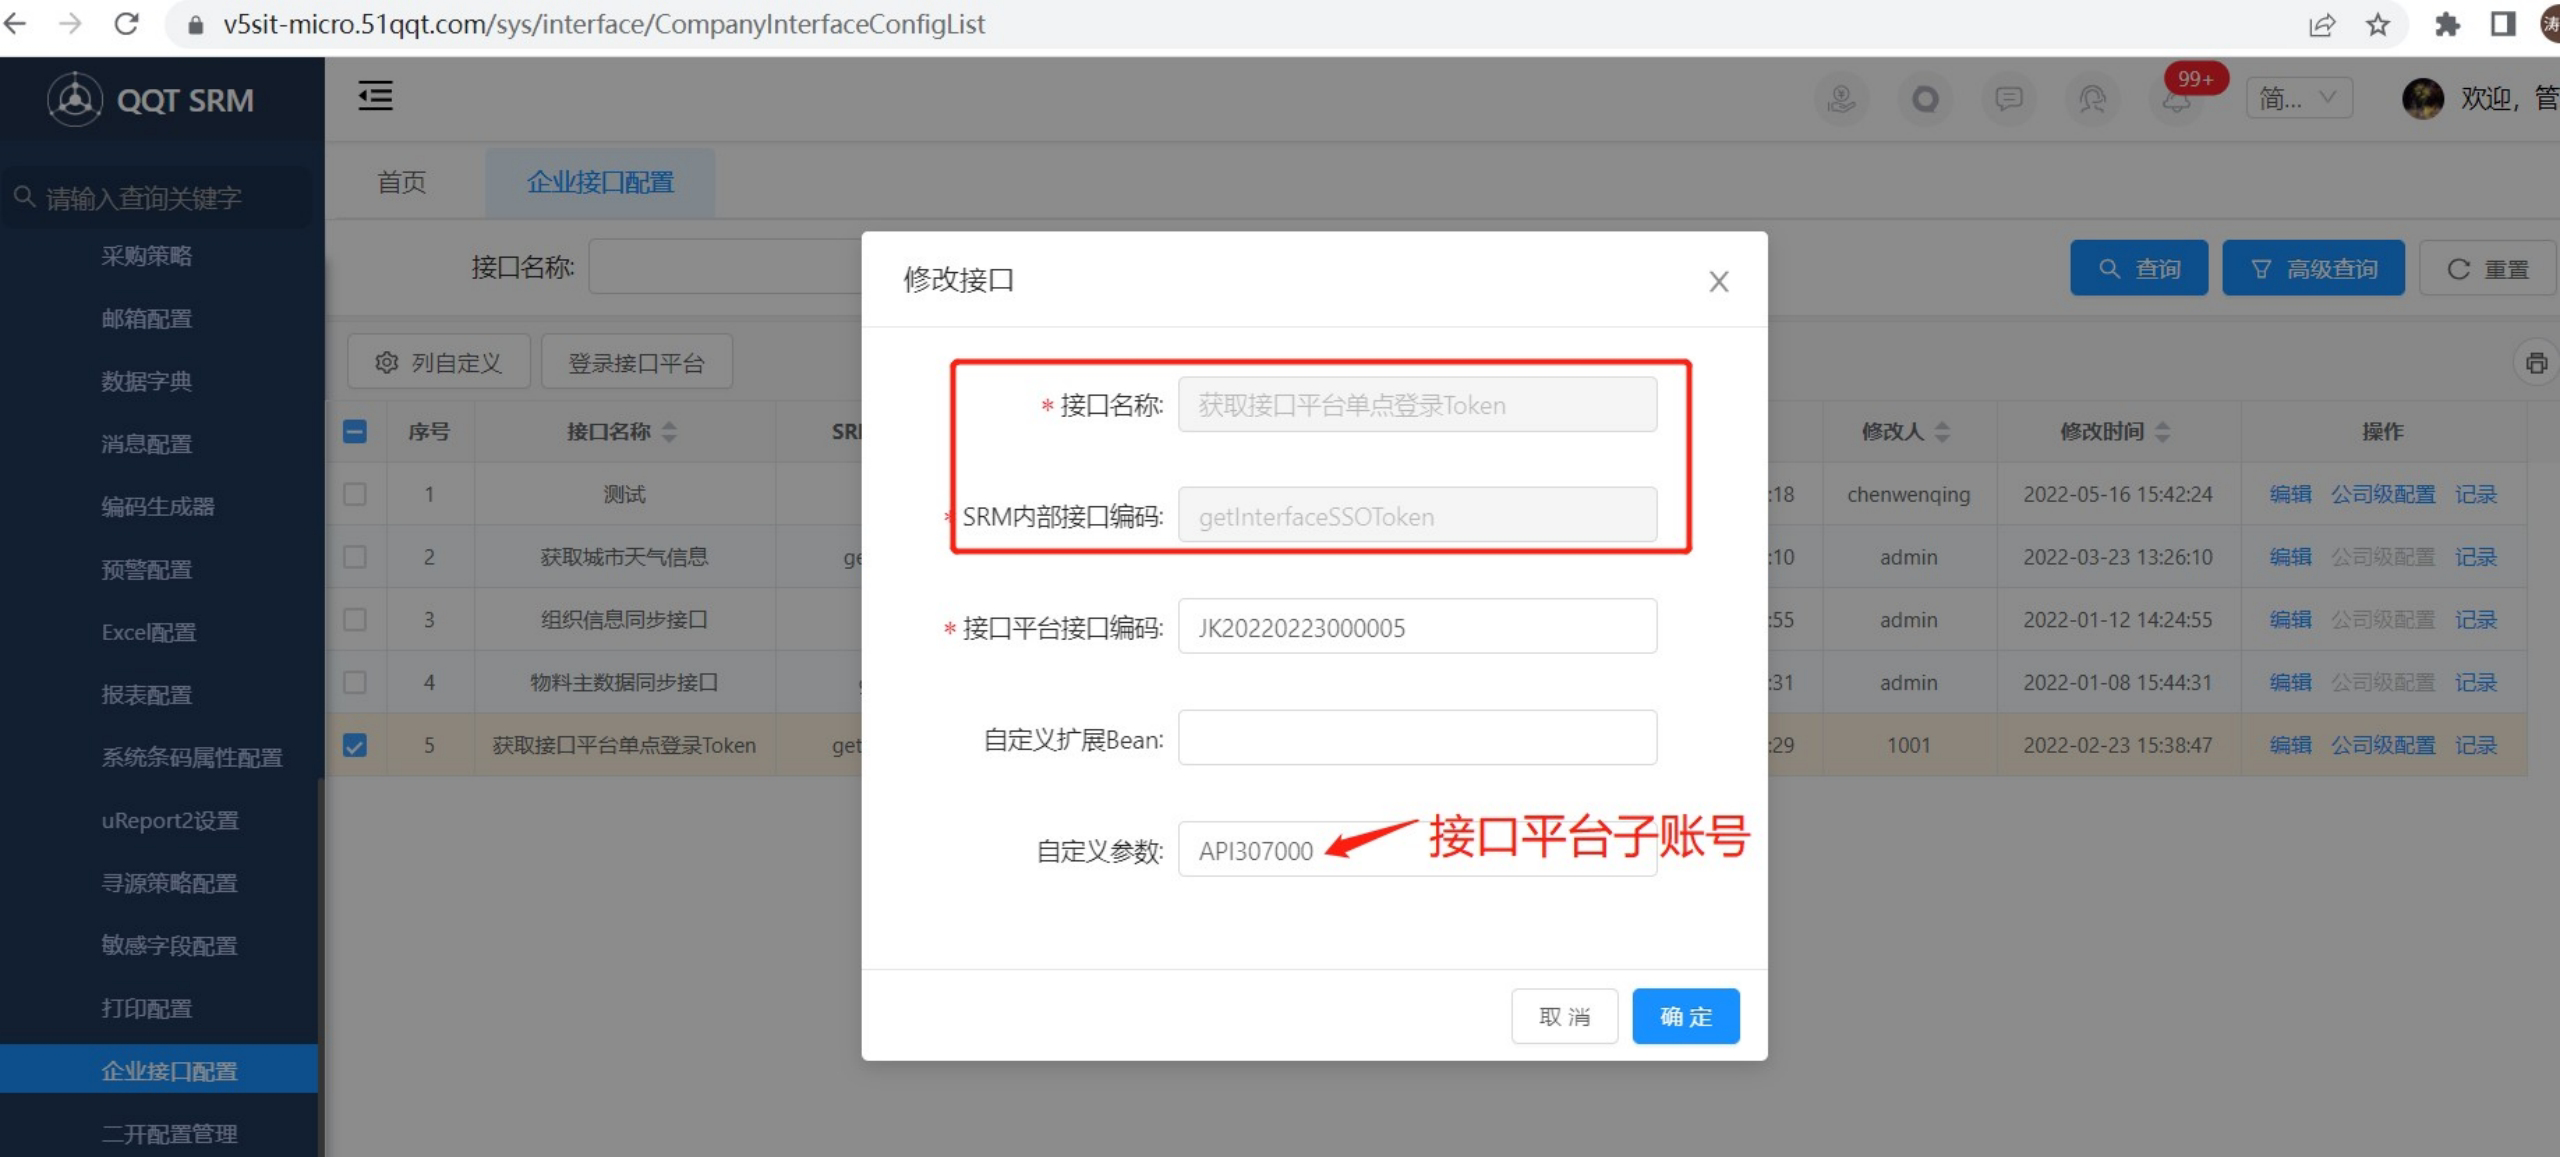 v5sit-micro.51qqt.com/sys/interface/CompanyInterfaceConfigList
QQT SRM
99+
简...
欢迎，管
请输入查询关键字
首页
企业接口配置
采购策略
邮箱配置
数据字典
消息配置
编码生成器
预警配置
Excel配置
报表配置
系统条码属性配置
uReport2设置
寻源策略配置
敏感字段配置
打印配置
企业接口配置
二开配置管理
接口名称:
查询
高级查询
重置
列自定义
登录接口平台
序号 接口名称 SRI 修改人 修改时间 操作
1 测试 :18 chenwenqing 2022-05-16 15:42:24 编辑 公司级配置 记录
2 获取城市天气信息 ge :10 admin 2022-03-23 13:26:10 编辑 公司级配置 记录
3 组织信息同步接口 :55 admin 2022-01-12 14:24:55 编辑 公司级配置 记录
4 物料主数据同步接口 :31 admin 2022-01-08 15:44:31 编辑 公司级配置 记录
5 获取接口平台单点登录Token get :29 1001 2022-02-23 15:38:47 编辑 公司级配置 记录
修改接口
* 接口名称: 获取接口平台单点登录Token
* SRM内部接口编码: getInterfaceSSOToken
* 接口平台接口编码: JK20220223000005
自定义扩展Bean:
自定义参数: API307000
接口平台子账号
取 消
确 定